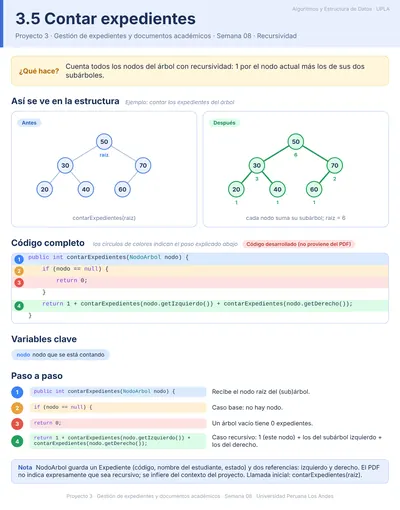 Algoritmos y Estructura de Datos · UPLA
3.5 Contar expedientes
Proyecto 3 · Gestión de expedientes y documentos académicos · Semana 08 · Recursividad
¿Qué hace?
Cuenta todos los nodos del árbol con recursividad: 1 por el nodo actual más los de sus dos
subárboles.
Así se ve en la estructura
Ejemplo: contar los expedientes del árbol
Antes
50
raíz
30
70
20
40
60
contarExpedientes(raiz)
Después
50
6
30
70
3
2
20
40
60
1
1
1
cada nodo suma su subarbol; raiz = 6
Código completo
los círculos de colores indican el paso explicado abajo
Código desarrollado (no proviene del PDF)
1 public int contarExpedientes(NodoArbol nodo) {
2 if (nodo == null) {
3 return 0;
}
4 return 1 + contarExpedientes(nodo.getIzquierdo()) + contarExpedientes(nodo.getDerecho());
}
Variables clave
nodo nodo que se está contando
Paso a paso
1 public int contarExpedientes(NodoArbol nodo) {
Recibe el nodo raíz del (sub)árbol.
2 if (nodo == null) {
Caso base: no hay nodo.
3 return 0;
Un árbol vacío tiene 0 expedientes.
4 return 1 + contarExpedientes(nodo.getIzquierdo()) +
contarExpedientes(nodo.getDerecho());
Caso recursivo: 1 (este nodo) + los del subárbol izquierdo +
los del derecho.
Nota NodoArbol guarda un Expediente (código, nombre del estudiante, estado) y dos referencias: izquierdo y derecho. El PDF
no indica expresamente que sea recursivo; se infiere del contexto del proyecto. Llamada inicial: contarExpedientes(raiz).
Proyecto 3 · Gestión de expedientes y documentos académicos · Semana 08 · Universidad Peruana Los Andes